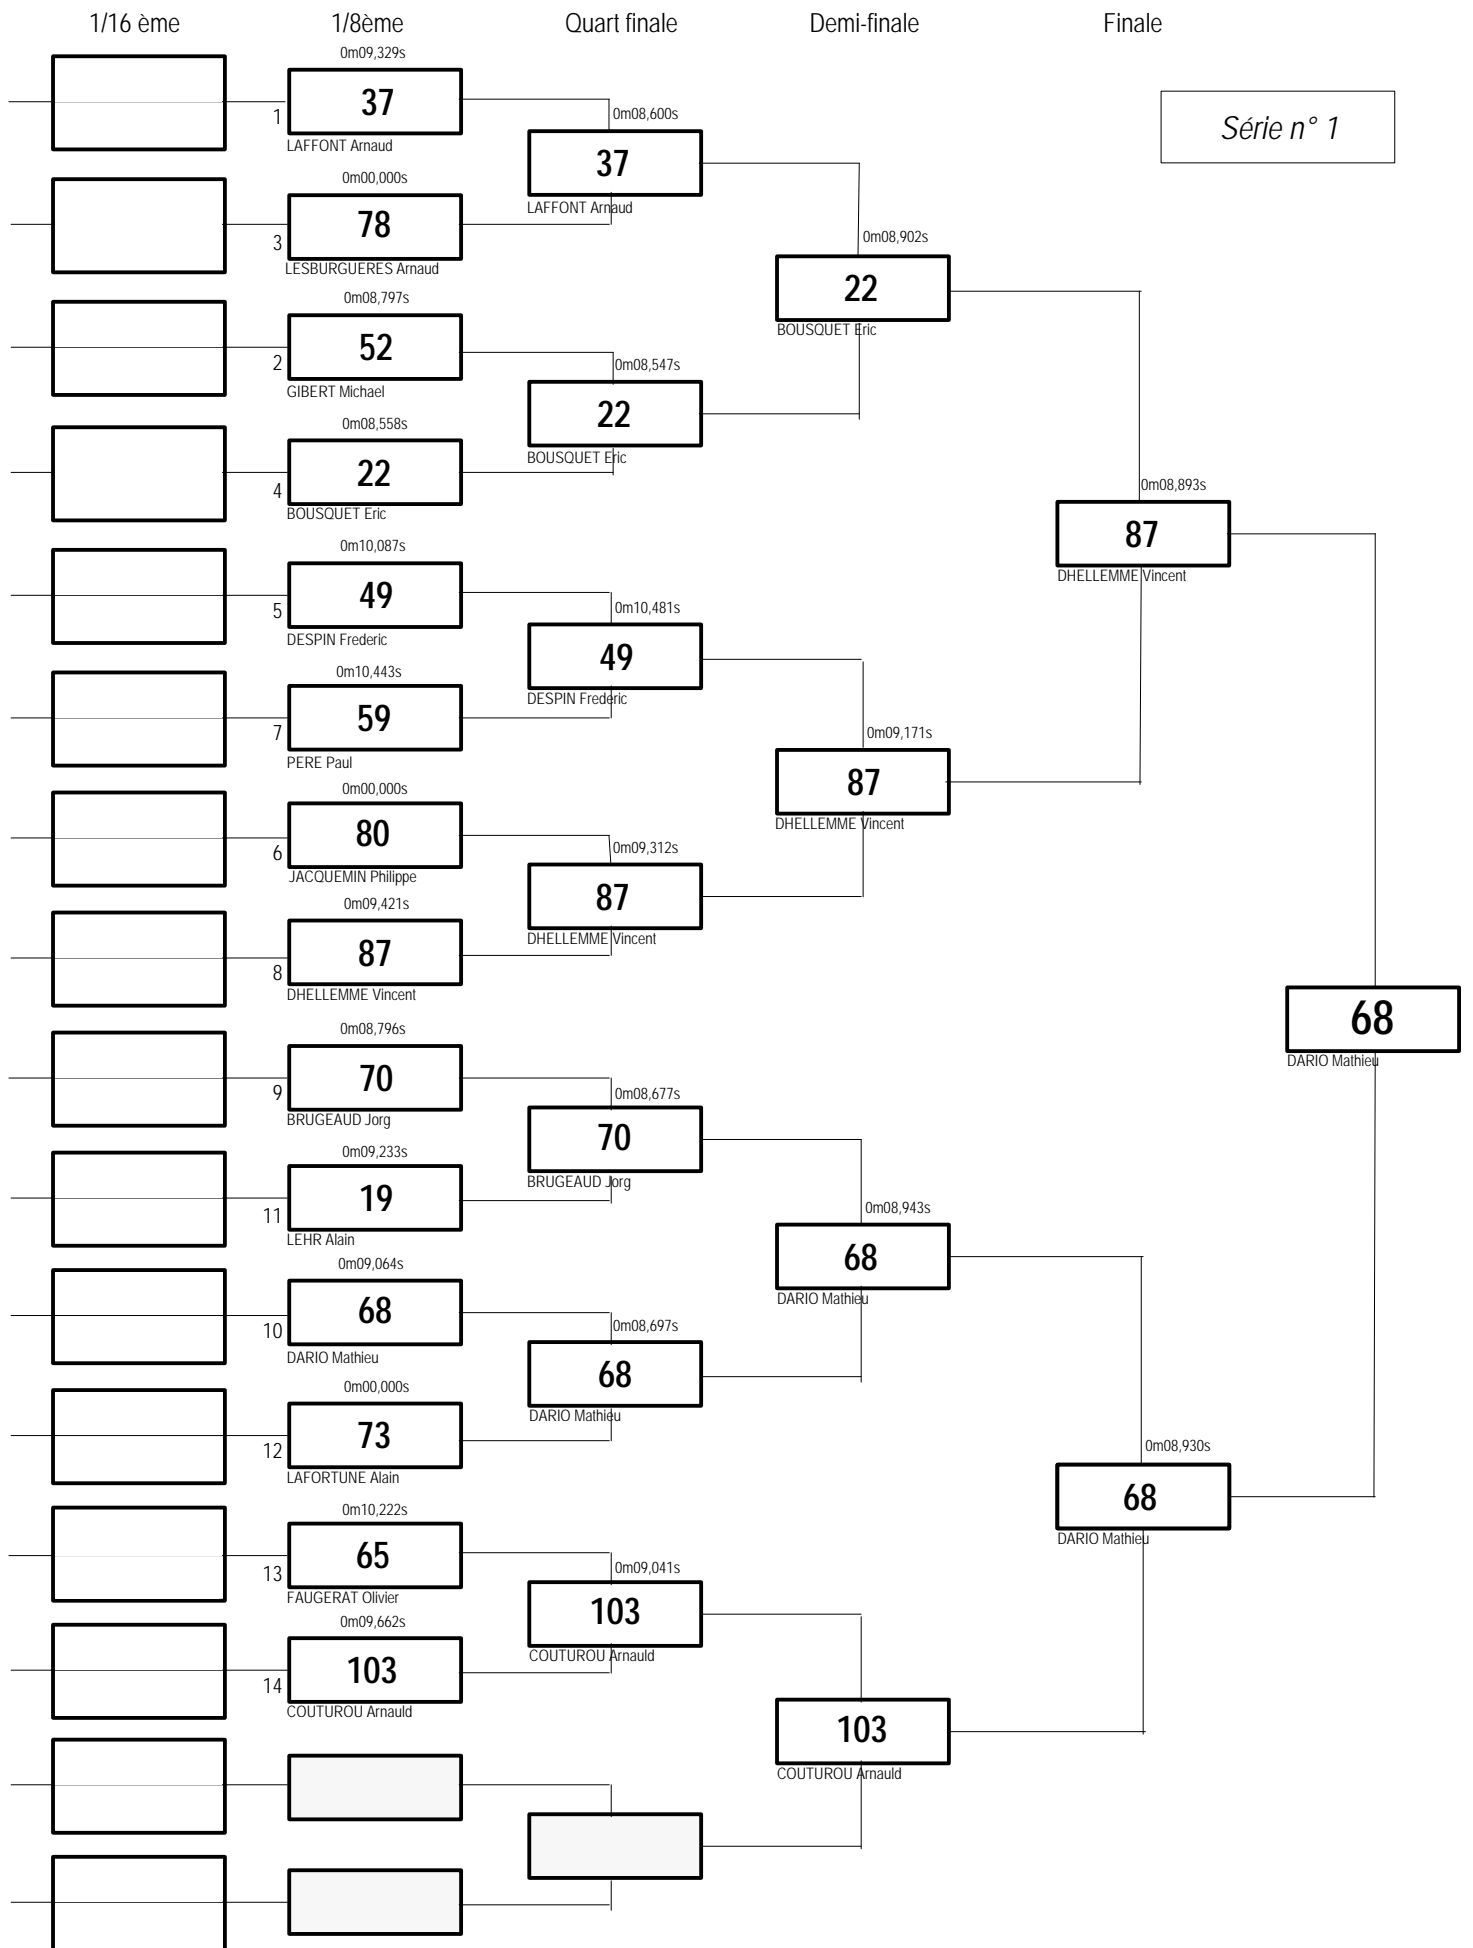 1/16 ème
1/8ème
Quart finale
Demi-finale
Finale
Série n° 1
0m09,329s
1
37
LAFFONT Arnaud
0m00,000s
3
78
LESBURGUERES Arnaud
0m08,797s
2
52
GIBERT Michael
0m08,558s
4
22
BOUSQUET Eric
0m10,087s
5
49
DESPIN Frederic
0m10,443s
7
59
PERE Paul
0m00,000s
6
80
JACQUEMIN Philippe
0m09,421s
8
87
DHELLEMME Vincent
0m08,796s
9
70
BRUGEAUD Jorg
0m09,233s
11
19
LEHR Alain
0m09,064s
10
68
DARIO Mathieu
0m00,000s
12
73
LAFORTUNE Alain
0m10,222s
13
65
FAUGERAT Olivier
0m09,662s
14
103
COUTUROU Arnauld
0m08,600s
37
LAFFONT Arnaud
0m08,547s
22
BOUSQUET Eric
0m10,481s
49
DESPIN Frederic
0m09,312s
87
DHELLEMME Vincent
0m08,677s
70
BRUGEAUD Jorg
0m08,697s
68
DARIO Mathieu
0m09,041s
103
COUTUROU Arnauld
0m08,902s
22
BOUSQUET Eric
0m09,171s
87
DHELLEMME Vincent
0m08,943s
68
DARIO Mathieu
103
COUTUROU Arnauld
0m08,893s
87
DHELLEMME Vincent
0m08,930s
68
DARIO Mathieu
68
DARIO Mathieu